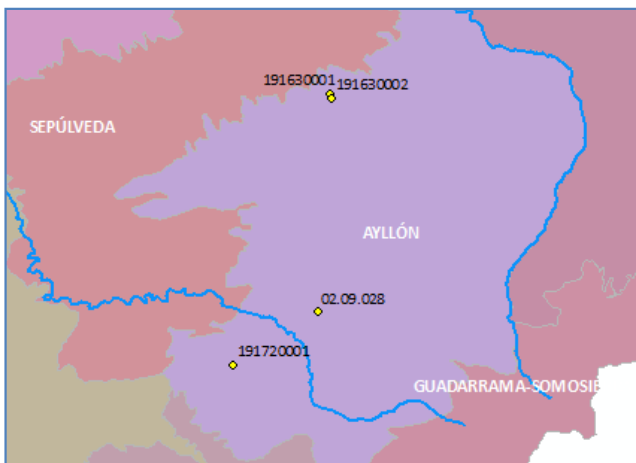 191630001
191630002
SEPÚLVEDA
AYLLÓN
02.09.028
191720001
GUADARRAMA-SOMOSIE